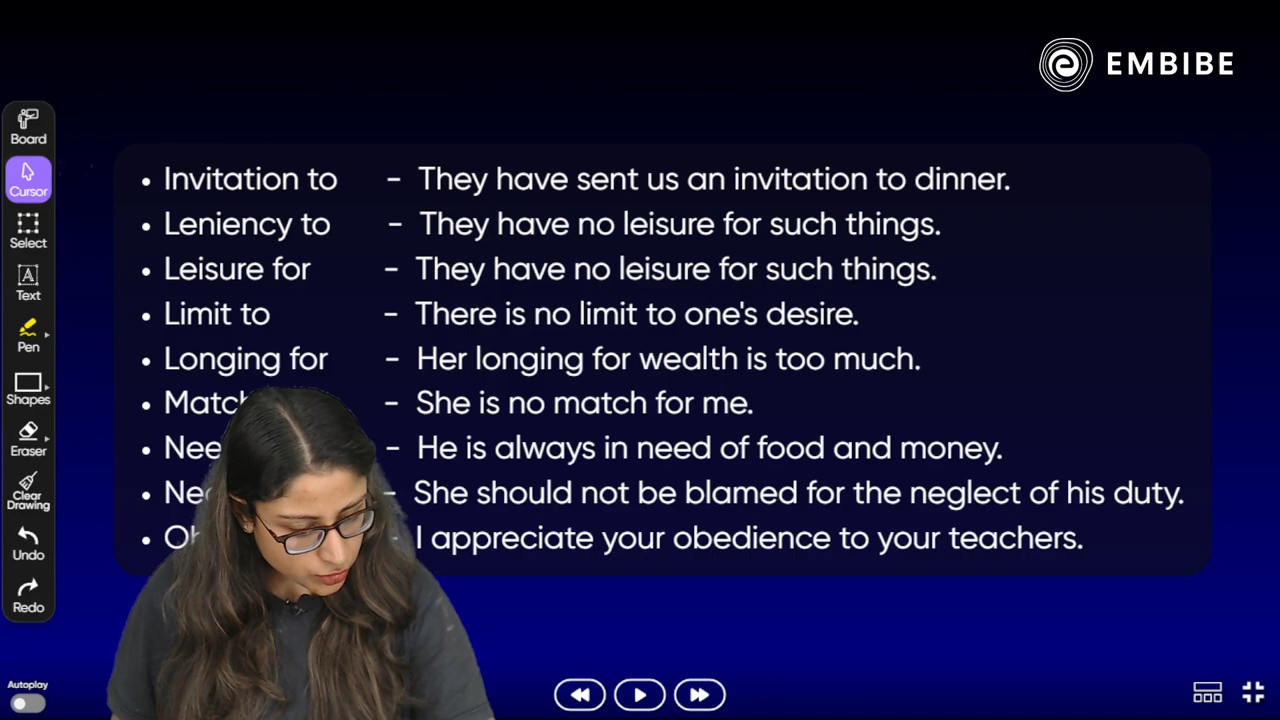 EMBIBE
Board
Cursor
Select
Text
Pen
Shapes
Eraser
Clear
Drawing
Undo
Redo
Autoplay
• Invitation to - They have sent us an invitation to dinner.
• Leniency to - They have no leisure for such things.
• Leisure for - They have no leisure for such things.
• Limit to - There is no limit to one's desire.
• Longing for - Her longing for wealth is too much.
• - She is no match for me.
• - He is always in need of food and money.
• - She should not be blamed for the neglect of his duty.
• - I appreciate your obedience to your teachers.